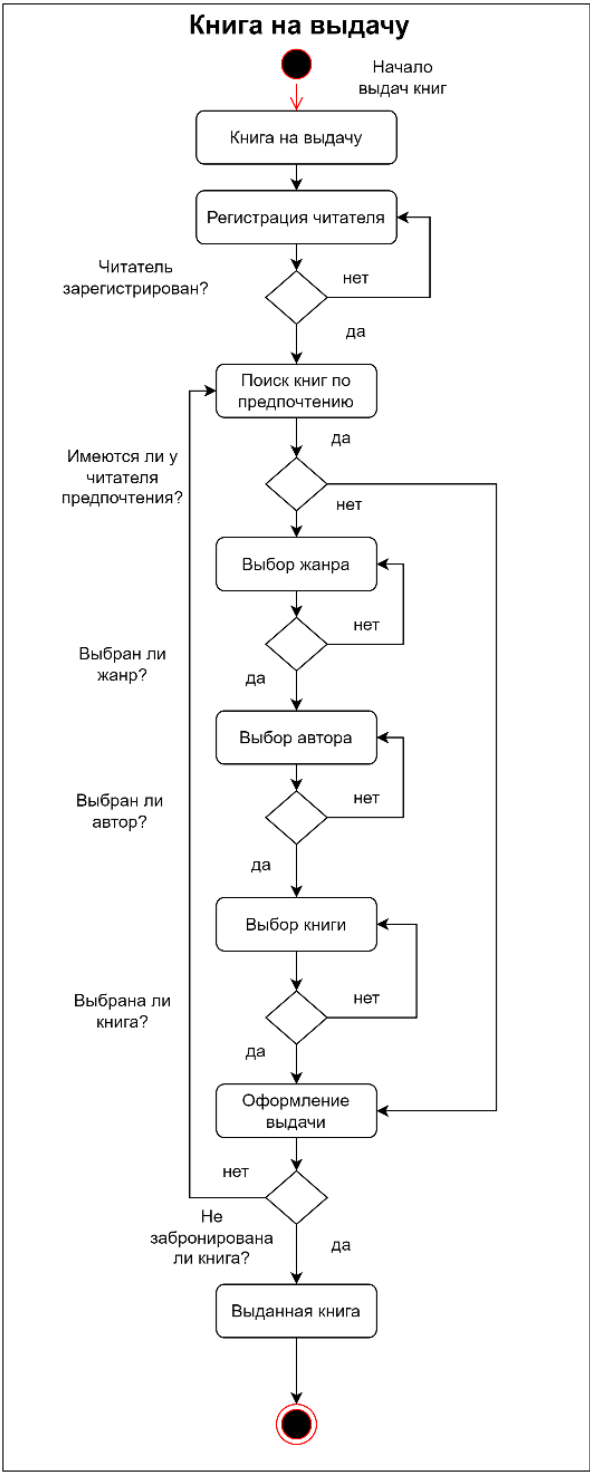 Книга на выдачу
Начало
выдач книг
Книга на выдачу
Регистрация читателя
Читатель
зарегистрирован?
нет
да
Поиск книг по
предпочтению
да
Имеются ли у
читателя
предпочтения?
нет
Выбор жанра
нет
Выбран ли
жанр?
да
Выбор автора
нет
Выбран ли
автор?
да
Выбор книги
нет
Выбрана ли
книга?
да
Оформление
выдачи
нет
Не
забронирована
ли книга?
да
Выданная книга